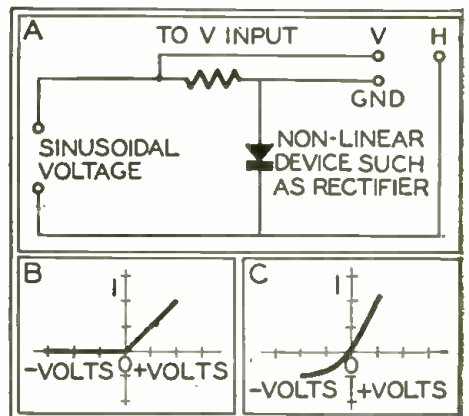 A
TO V INPUT V H
GND
SINUSOIDAL
VOLTAGE
NON-LINEAR
DEVICE SUCH
AS RECTIFIER
B
I
-VOLTS O +VOLTS
C
I
O
-VOLTS +VOLTS